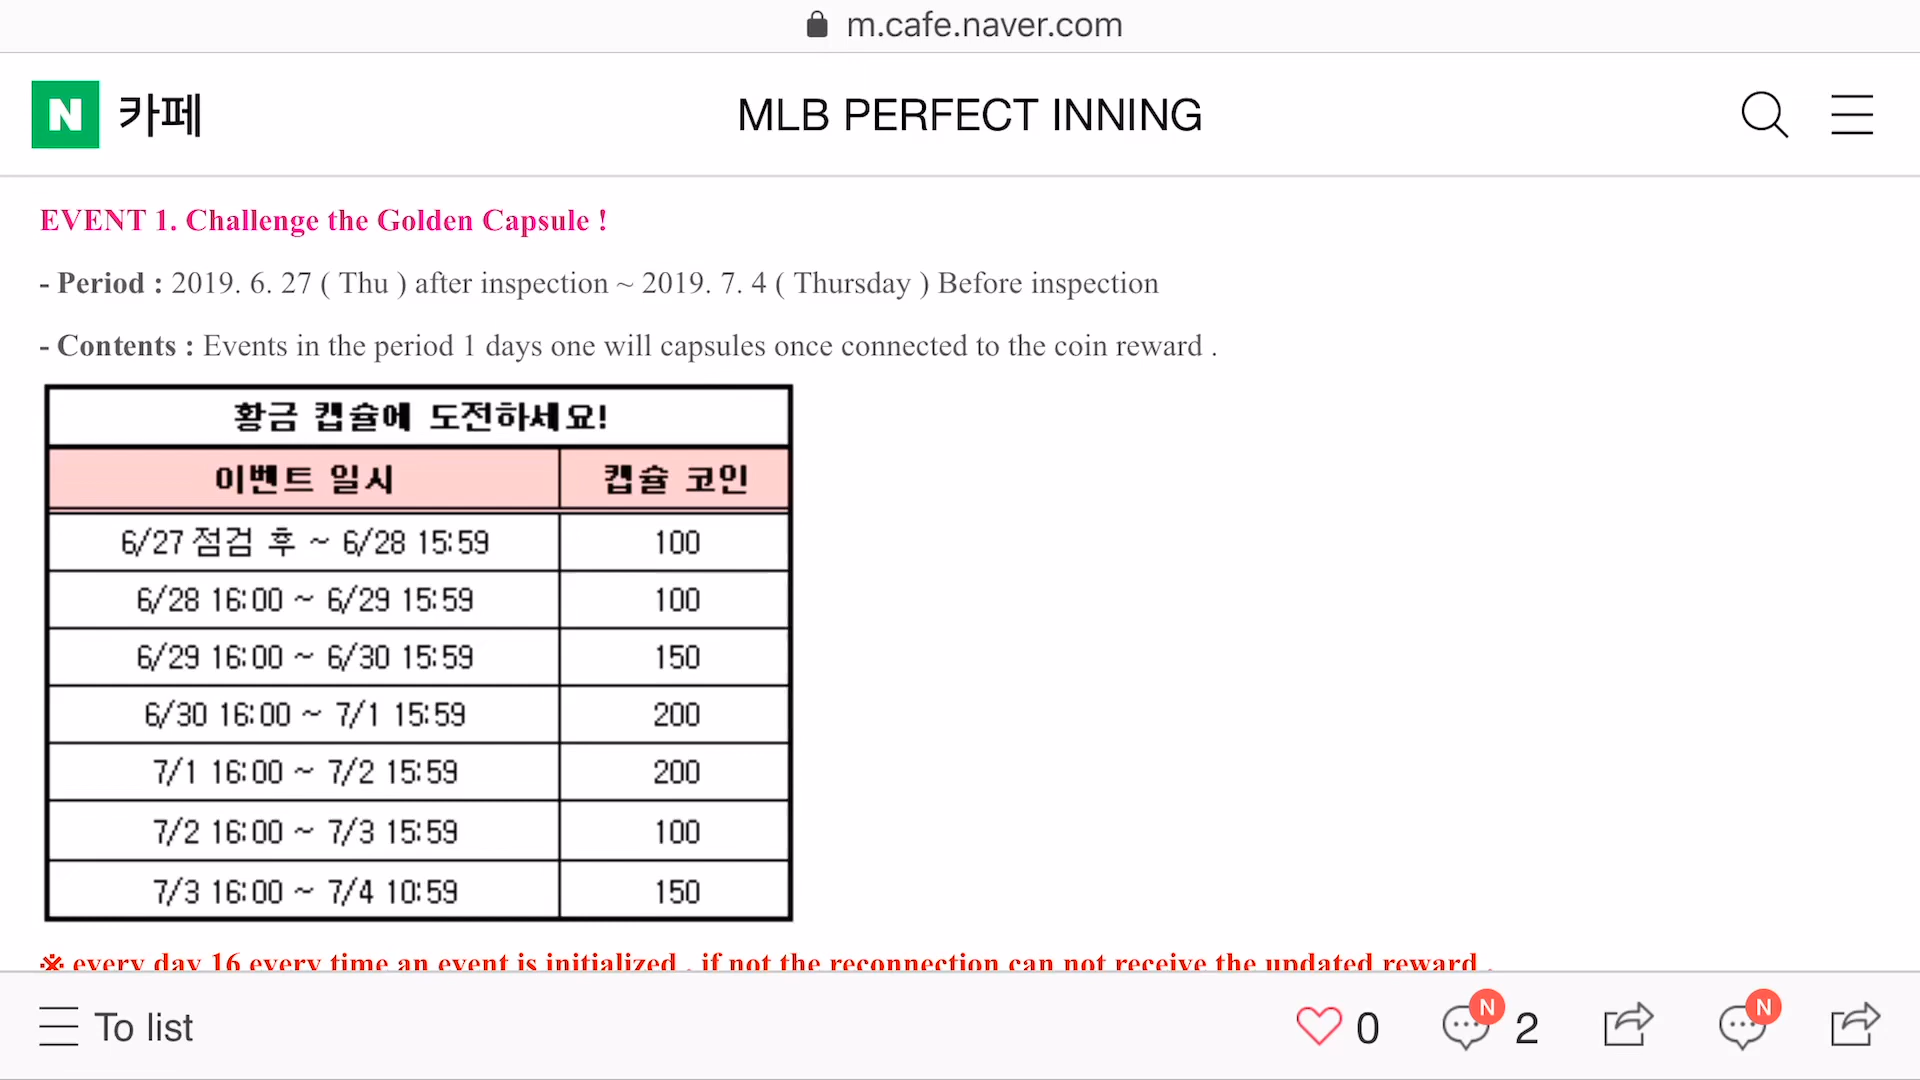 m.cafe.naver.com
N 카페
MLB PERFECT INNING
EVENT 1. Challenge the Golden Capsule !
- Period : 2019. 6. 27 ( Thu ) after inspection ~ 2019. 7. 4 ( Thursday ) Before inspection
- Contents : Events in the period 1 days one will capsules once connected to the coin reward .
황금 캡슐에 도전하세요!
이벤트 일시 캡슐 코인
6/27 점검 후 ~ 6/28 15:59 100
6/28 16:00 ~ 6/29 15:59 100
6/29 16:00 ~ 6/30 15:59 150
6/30 16:00 ~ 7/1 15:59 200
7/1 16:00 ~ 7/2 15:59 200
7/2 16:00 ~ 7/3 15:59 100
7/3 16:00 ~ 7/4 10:59 150
※ every day 16 every time an event is initialized , if not the reconnection can not receive the updated reward .
To list 0 N 2 N